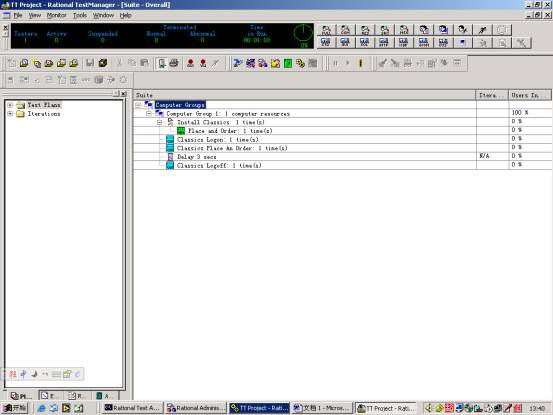 TT Project - Rational TestManager - [Suite - Overall]
File View Monitor Tools Window Help
Testers Active Suspended Terminated Normal Abnormal Time in Run
1 0 0 0 0 00:01:10 0%
Suite Itera... Users In ...
Test Plans
Iterations
Computer Groups
Computer Group 1: 1 computer resources 100 %
Install Classics: 1 time(s) 0 %
Place and Order: 1 time(s) 0 %
Classics Logon: 1 time(s) 0 %
Classics Place An Order: 1 time(s) 0 %
Delay 3 secs N/A 0 %
Classics Logoff: 1 time(s) 0 %
Pl...
R...
A...
开始 Rational Test A... Rational Adminis... TT Project - Rati... 文档 1 - Micros... TT Project - Rati... 13:40